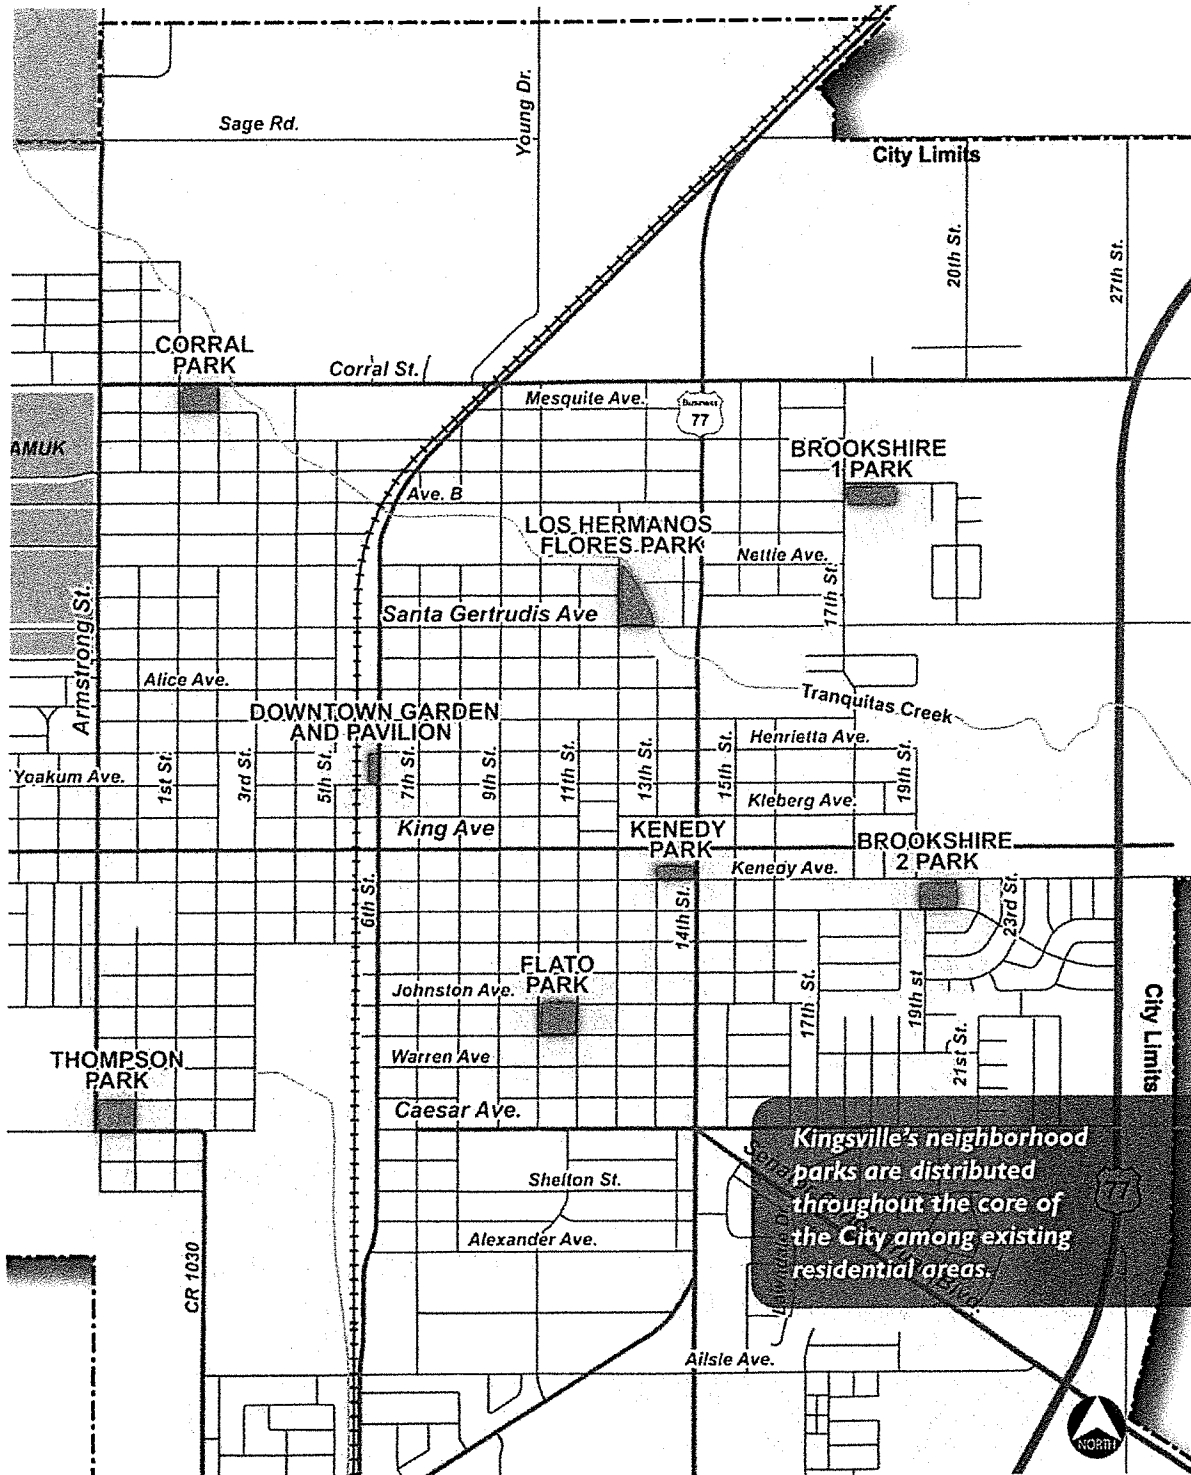 Sage Rd.
Young Dr.
City Limits
20th St.
27th St.
CORRAL
PARK
Corral St.
Mesquite Ave.
BUSINESS
77
AMUK
BROOKSHIRE
1 PARK
Ave. B
LOS HERMANOS
FLORES PARK
Nettie Ave.
17th St.
Armstrong St.
Santa Gertrudis Ave
Alice Ave.
Tranquitas Creek
DOWNTOWN GARDEN
AND PAVILION
Henrietta Ave.
Yoakum Ave.
1st St.
3rd St.
5th St.
7th St.
9th St.
11th St.
13th St.
15th St.
19th St.
Kleberg Ave.
King Ave
KENEDY
PARK
BROOKSHIRE
2 PARK
Kenedy Ave.
6th St.
14th St.
23rd St.
FLATO
PARK
Johnston Ave.
17th St.
19th st
City Limits
THOMPSON
PARK
Warren Ave
21st St.
Caesar Ave.
Kingsville's neighborhood
parks are distributed
throughout the core of
the City among existing
residential areas.
77
Shelton St.
Alexander Ave.
CR 1030
Blvd.
Ailsie Ave.
NORTH